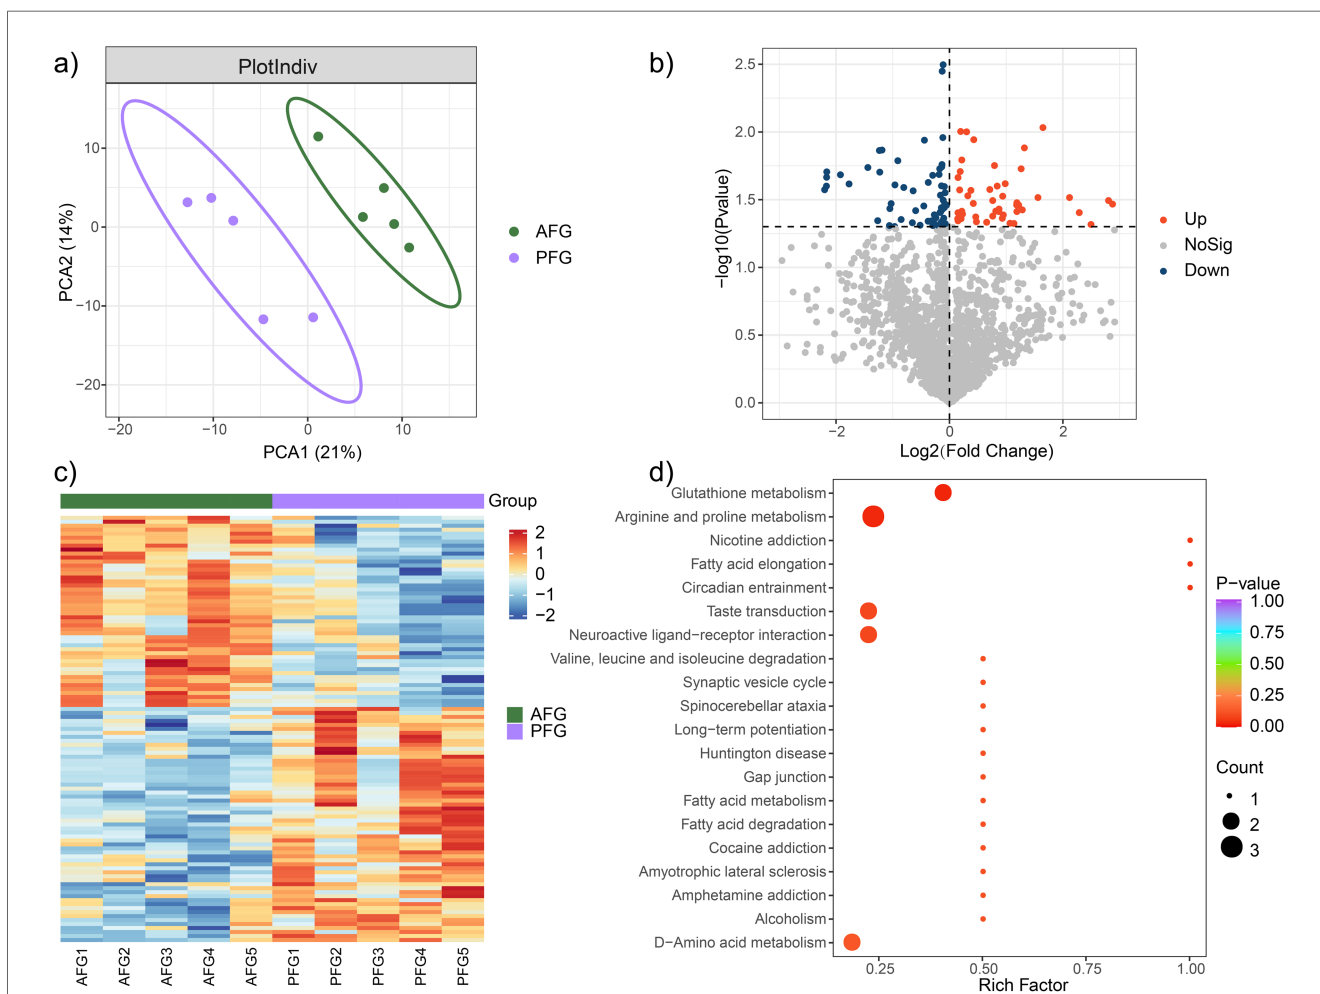 a)
PlotIndiv
10
0
−10
−20
−20
−10
0
10
PCA2 (14%)
PCA1 (21%)
AFG
PFG
b)
2.5
2.0
1.5
1.0
0.5
0.0
−2
0
2
−log10(Pvalue)
Log2(Fold Change)
Up
NoSig
Down
c)
Group
2
1
0
−1
−2
AFG
PFG
AFG1
AFG2
AFG3
AFG4
AFG5
PFG1
PFG2
PFG3
PFG4
PFG5
d)
Glutathione metabolism
Arginine and proline metabolism
Nicotine addiction
Fatty acid elongation
Circadian entrainment
Taste transduction
Neuroactive ligand−receptor interaction
Valine, leucine and isoleucine degradation
Synaptic vesicle cycle
Spinocerebellar ataxia
Long−term potentiation
Huntington disease
Gap junction
Fatty acid metabolism
Fatty acid degradation
Cocaine addiction
Amyotrophic lateral sclerosis
Amphetamine addiction
Alcoholism
D−Amino acid metabolism
0.25
0.50
0.75
1.00
Rich Factor
P−value
1.00
0.75
0.50
0.25
0.00
Count
1
2
3